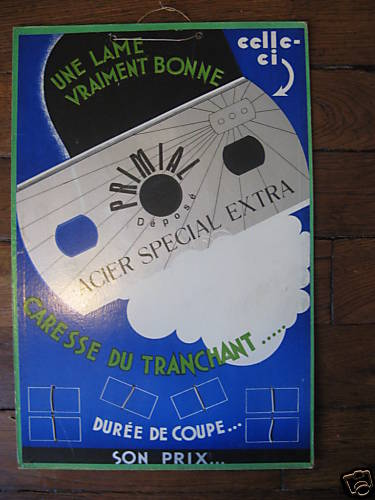 UNE LAME
VRAIMENT BONNE
celle-
ci
PRIMIAL
Déposé
ACIER SPECIAL EXTRA
CARESSE DU TRANCHANT.....
DURÉE DE COUPE...
SON PRIX...